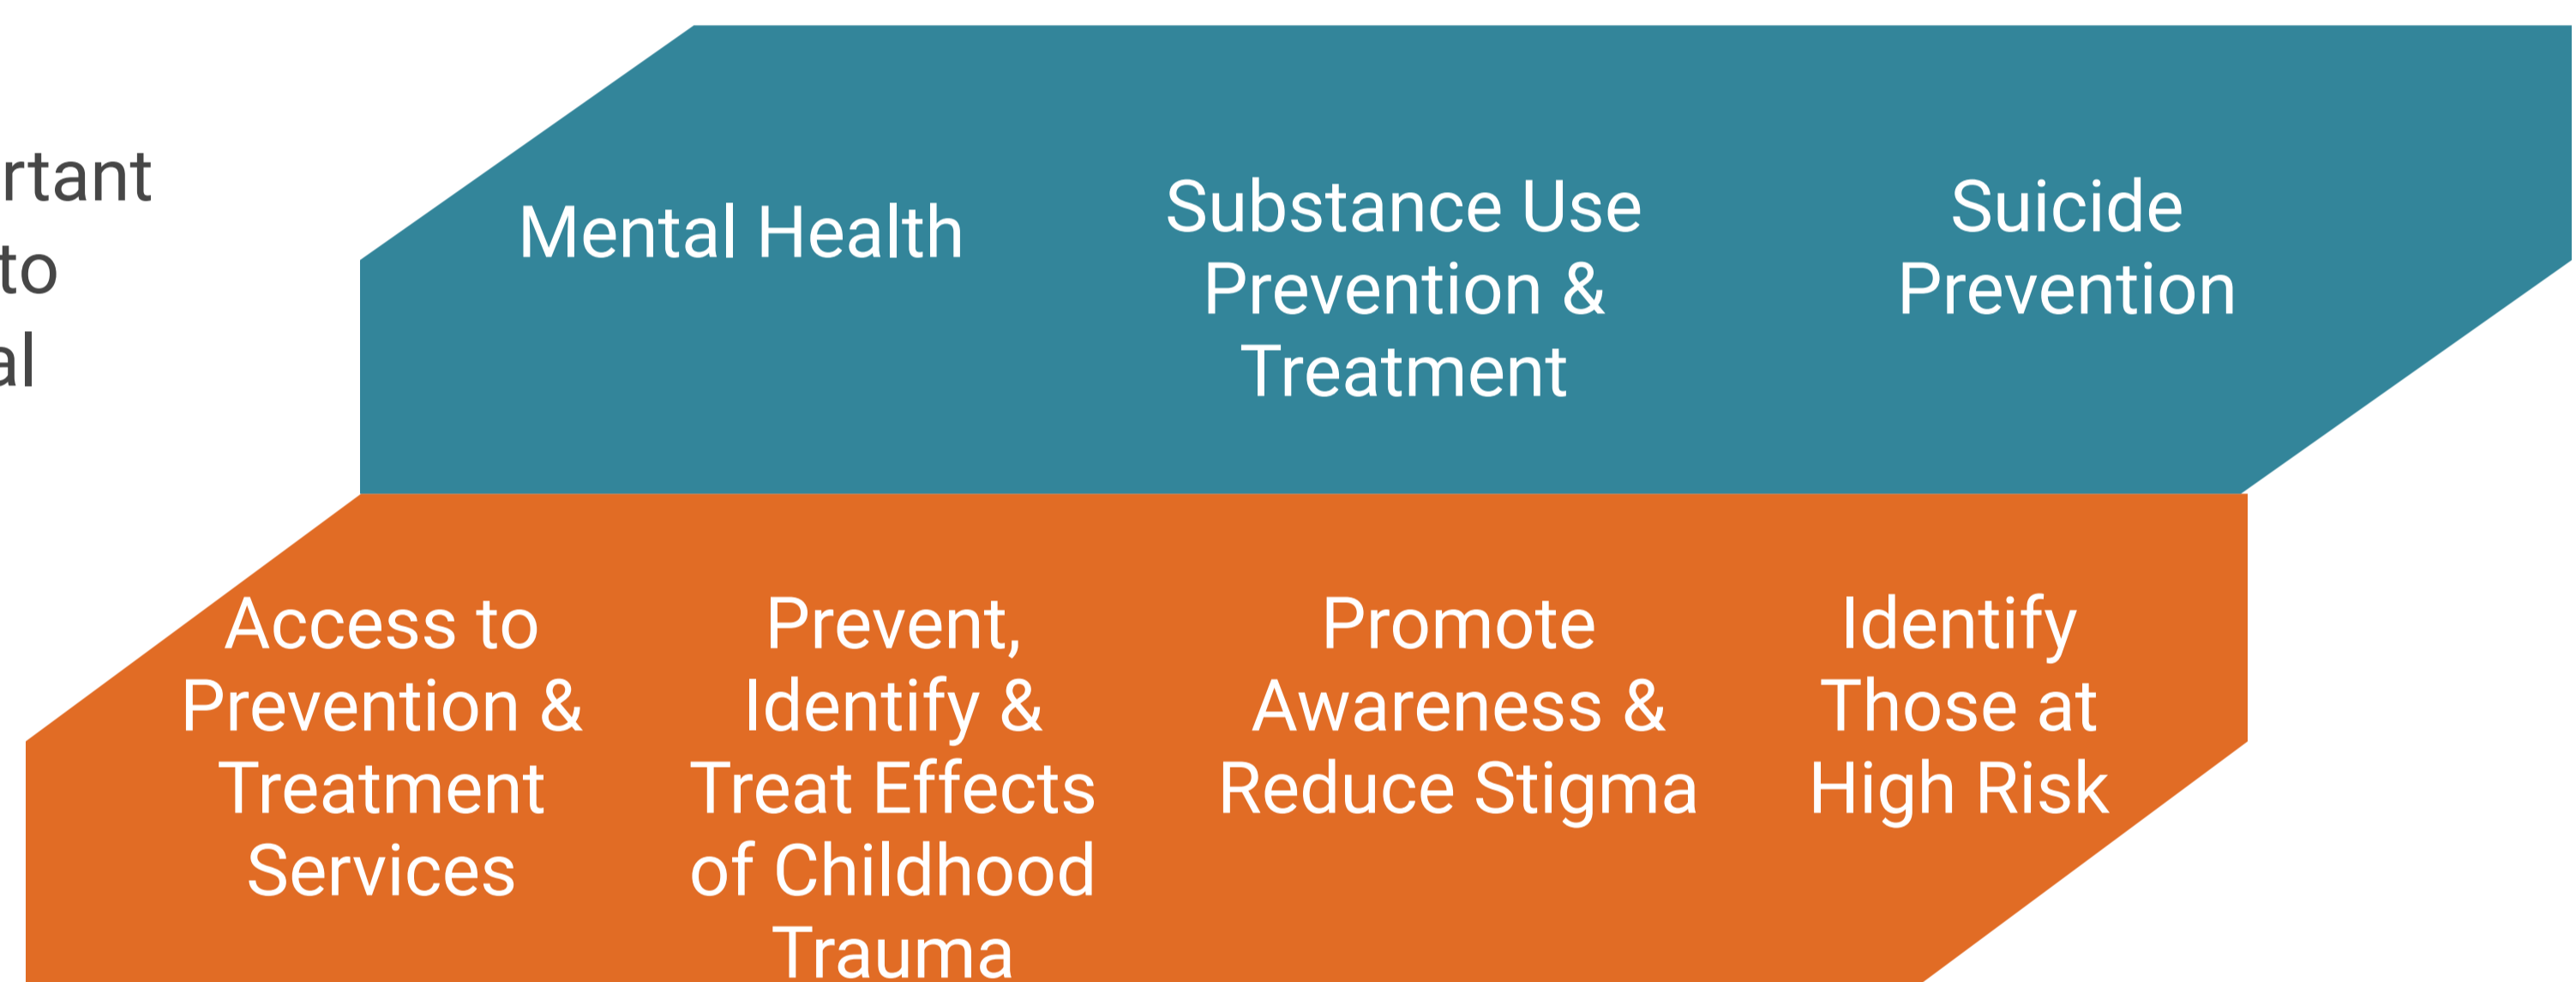 rtant
to
al
Mental Health
Substance Use
Prevention &
Treatment
Suicide
Prevention
Access to
Prevention &
Treatment
Services
Prevent,
Identify &
Treat Effects
of Childhood
Trauma
Promote
Awareness &
Reduce Stigma
Identify
Those at
High Risk